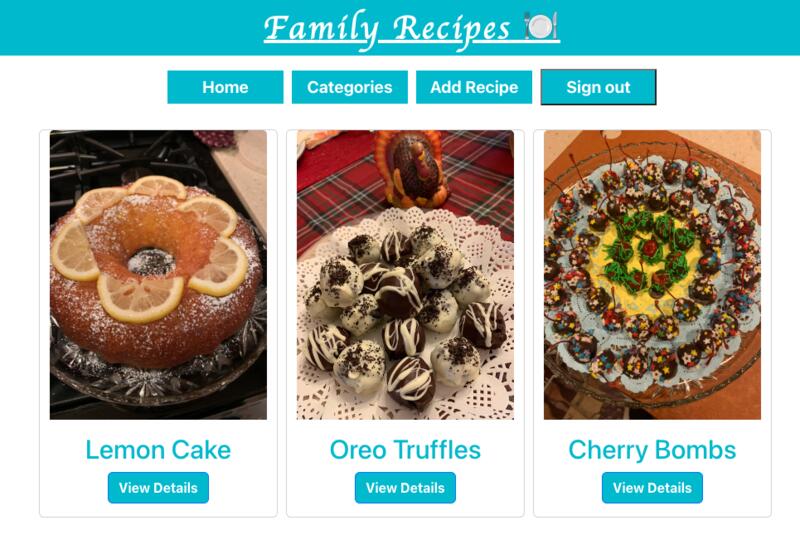 Family Recipes 🍽️
Home Categories Add Recipe Sign out
Lemon Cake Oreo Truffles Cherry Bombs
View Details View Details View Details